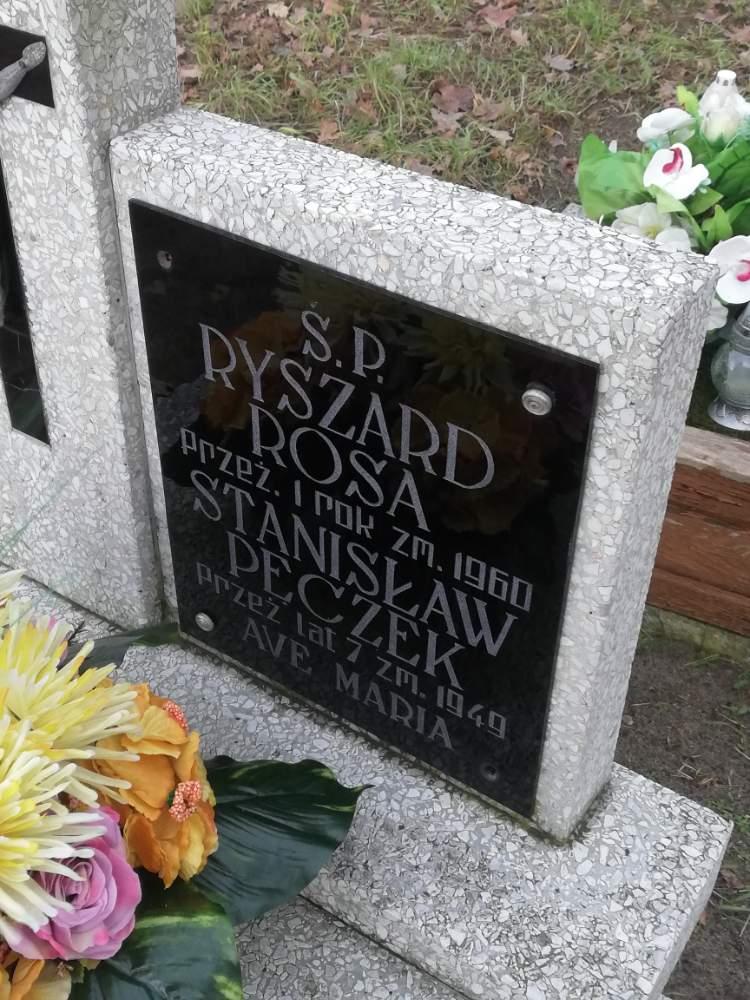 Ś.P.
RYSZARD
ROSA
przeż. 1 rok zm. 1960
STANISŁAW
PECZEK
przeż lat 7 zm. 1949
AVE MARIA